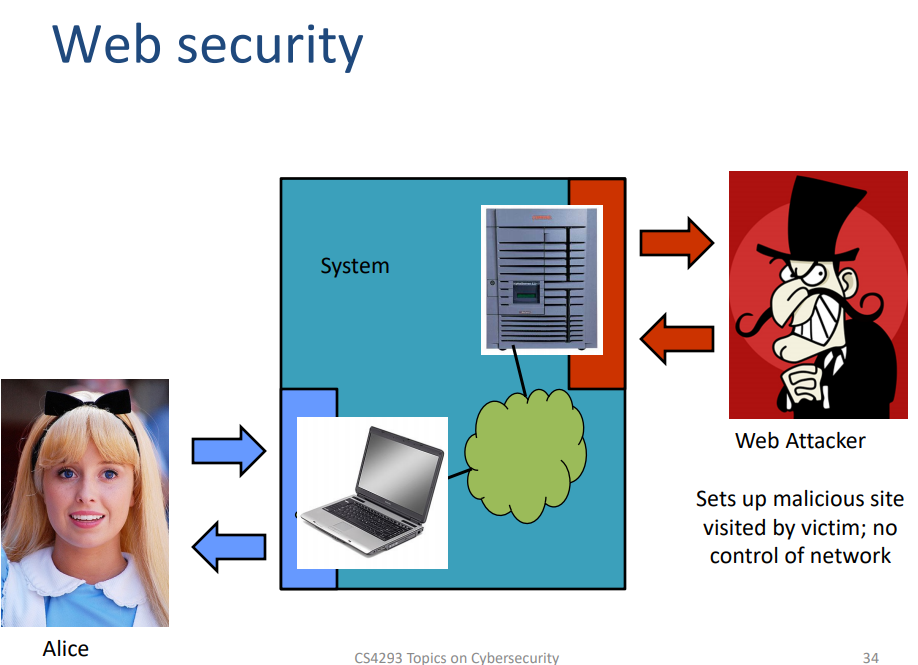 Web security
System
Web Attacker
Sets up malicious site
visited by victim; no
control of network
Alice
CS4293 Topics on Cybersecurity
34